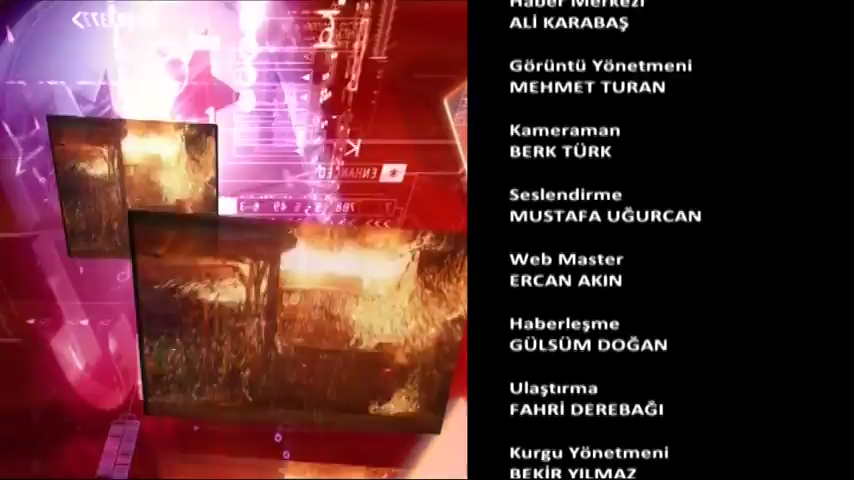 Haber Merkezi
ALİ KARABAŞ
Görüntü Yönetmeni
MEHMET TURAN
Kameraman
BERK TÜRK
Seslendirme
MUSTAFA UĞURCAN
Web Master
ERCAN AKIN
Haberleşme
GÜLSÜM DOĞAN
Ulaştırma
FAHRİ DEREBAĞI
Kurgu Yönetmeni
BEKİR YILMAZ
ENHANCED